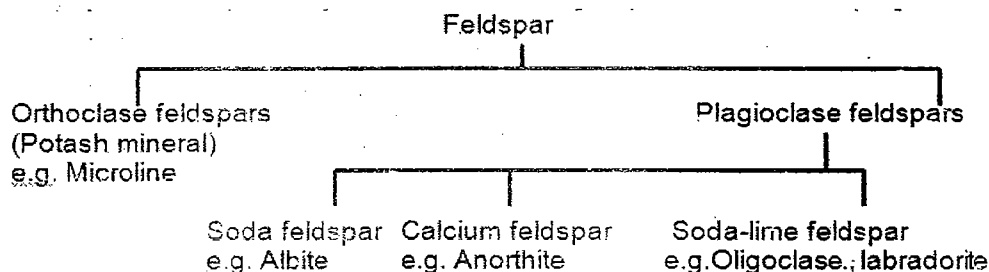 Feldspar
Orthoclase feldspars
(Potash mineral)
e.g. Microline
Plagioclase feldspars
Soda feldspar
e.g. Albite
Calcium feldspar
e.g. Anorthite
Soda-lime feldspar
e.g.Oligoclase, labradorite